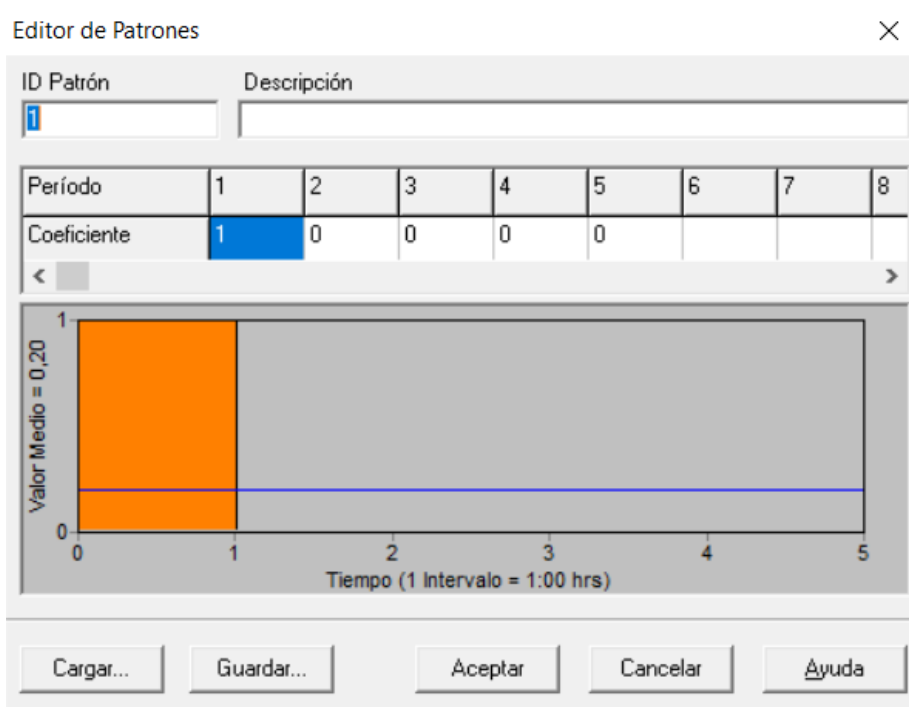 Editor de Patrones
ID Patrón Descripción
1
Período 1 2 3 4 5 6 7 8
Coeficiente 1 0 0 0 0
Valor Medio = 0,20
1
0
0 1 2 3 4 5
Tiempo (1 Intervalo = 1:00 hrs)
Cargar... Guardar... Aceptar Cancelar Ayuda